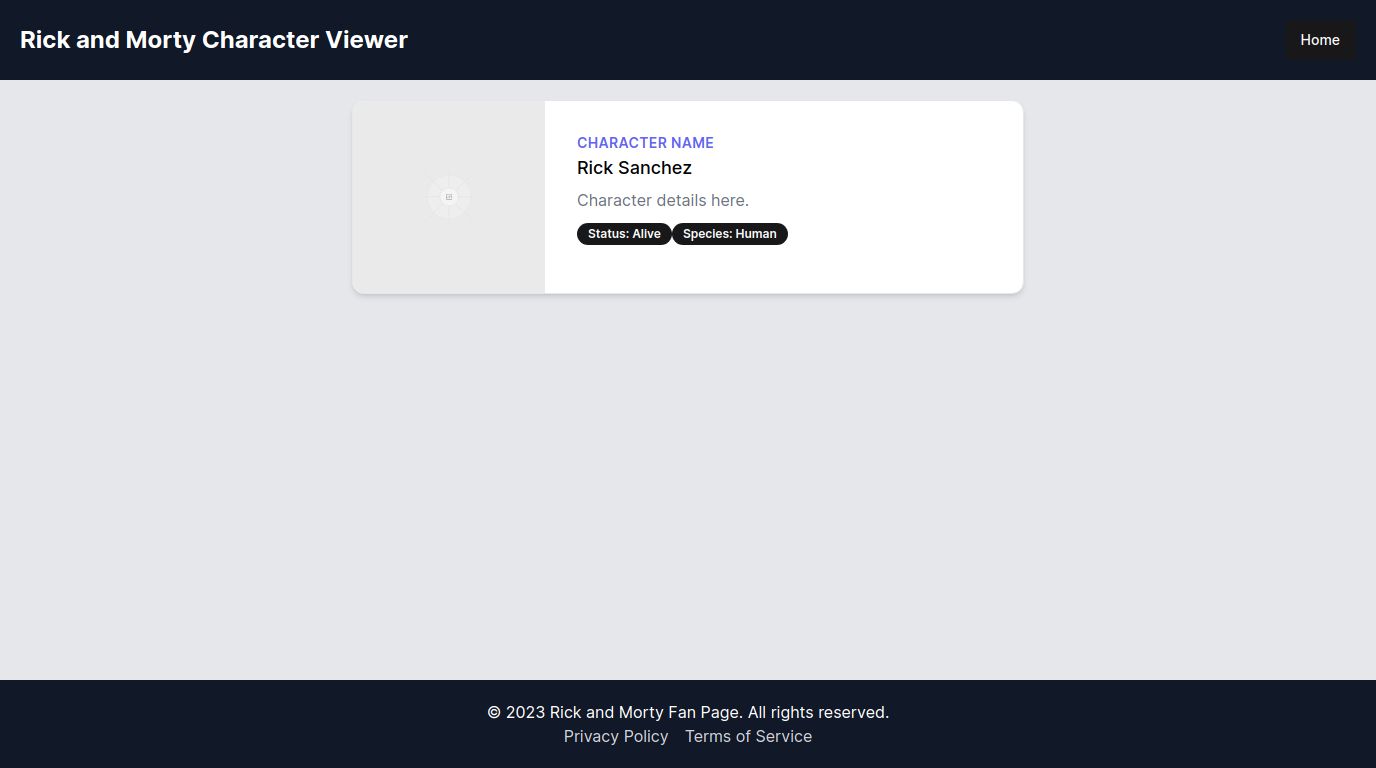 Rick and Morty Character Viewer
Home
CHARACTER NAME
Rick Sanchez
Character details here.
Status: Alive Species: Human
© 2023 Rick and Morty Fan Page. All rights reserved.
Privacy Policy Terms of Service